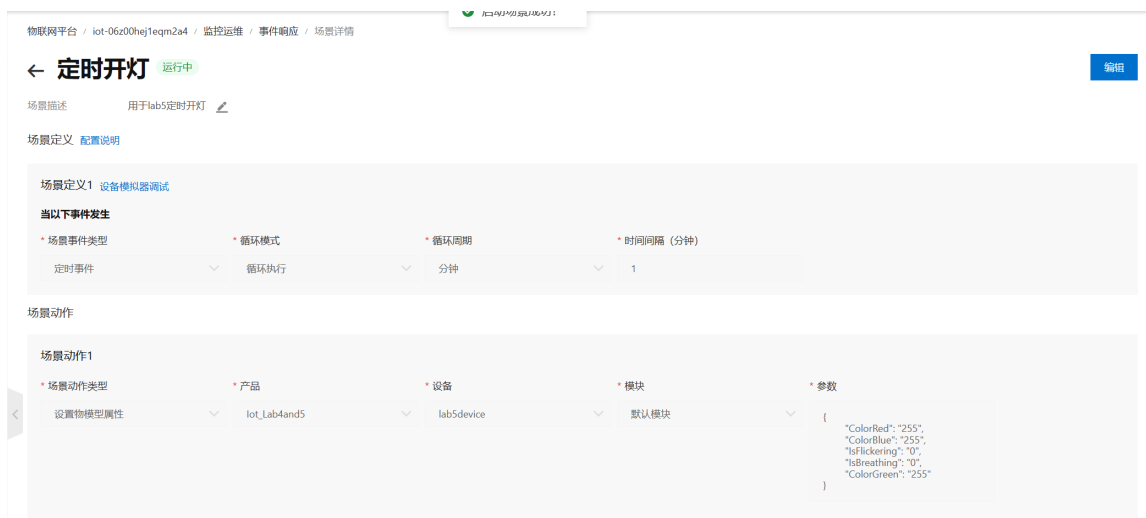 启动场景成功！
物联网平台 / iot-06z00hej1eqm2a4 / 监控运维 / 事件响应 / 场景详情
← 定时开灯 运行中 编辑
场景描述 用于lab5定时开灯
场景定义 配置说明
场景定义1 设备模拟器调试
当以下事件发生
* 场景事件类型 * 循环模式 * 循环周期 * 时间间隔（分钟）
定时事件 循环执行 分钟 1
场景动作
场景动作1
* 场景动作类型 * 产品 * 设备 * 模块 * 参数
设置物模型属性 Iot_Lab4and5 lab5device 默认模块
{
"ColorRed": "255",
"ColorBlue": "255",
"IsFlickering": "0",
"IsBreathing": "0",
"ColorGreen": "255"
}